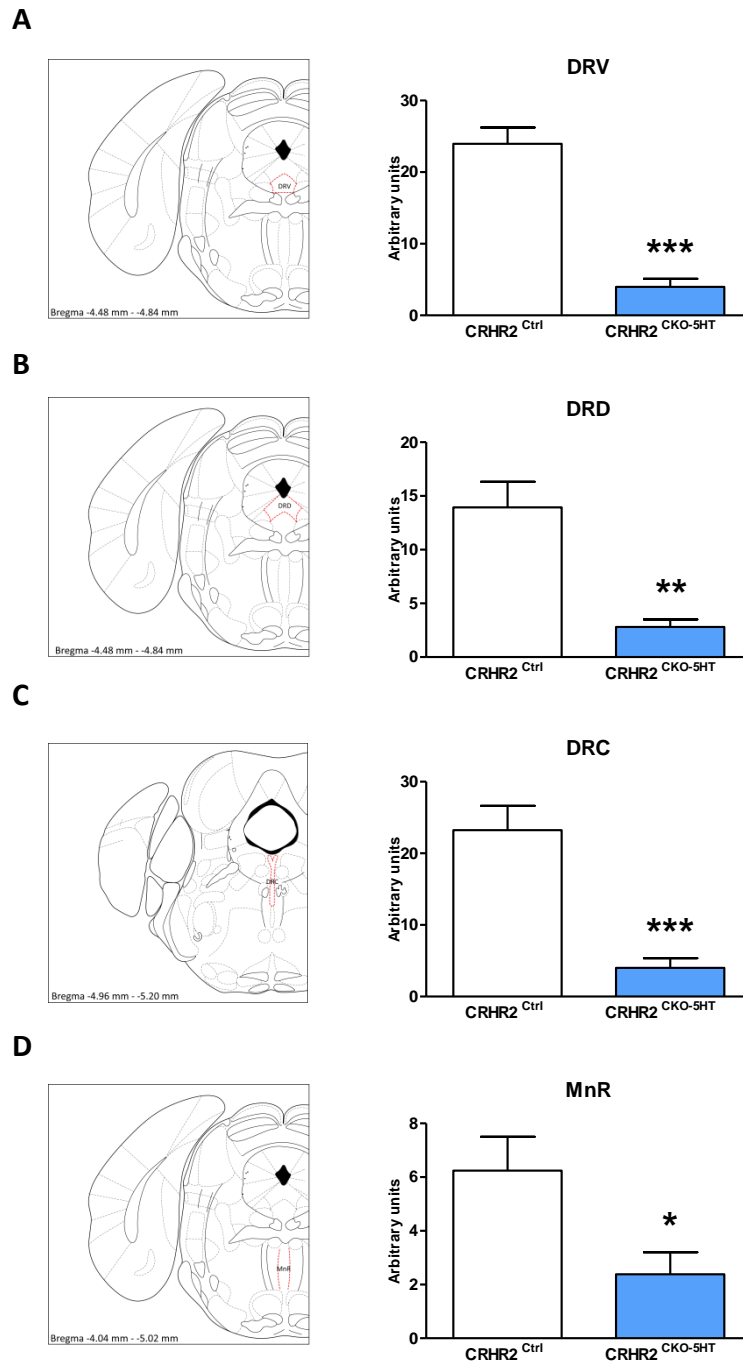 A
DRV
30
20
10
0
Arbitrary units
***
DRV
Bregma -4.48 mm - -4.84 mm
CRHR2 Ctrl
CRHR2 CKO-5HT
B
DRD
20
15
10
5
0
Arbitrary units
**
DRD
Bregma -4.48 mm - -4.84 mm
CRHR2 Ctrl
CRHR2 CKO-5HT
C
DRC
30
20
10
0
Arbitrary units
***
DRC
Bregma -4.96 mm - -5.20 mm
CRHR2 Ctrl
CRHR2 CKO-5HT
D
MnR
8
6
4
2
0
Arbitrary units
*
MnR
Bregma -4.04 mm - -5.02 mm
CRHR2 Ctrl
CRHR2 CKO-5HT